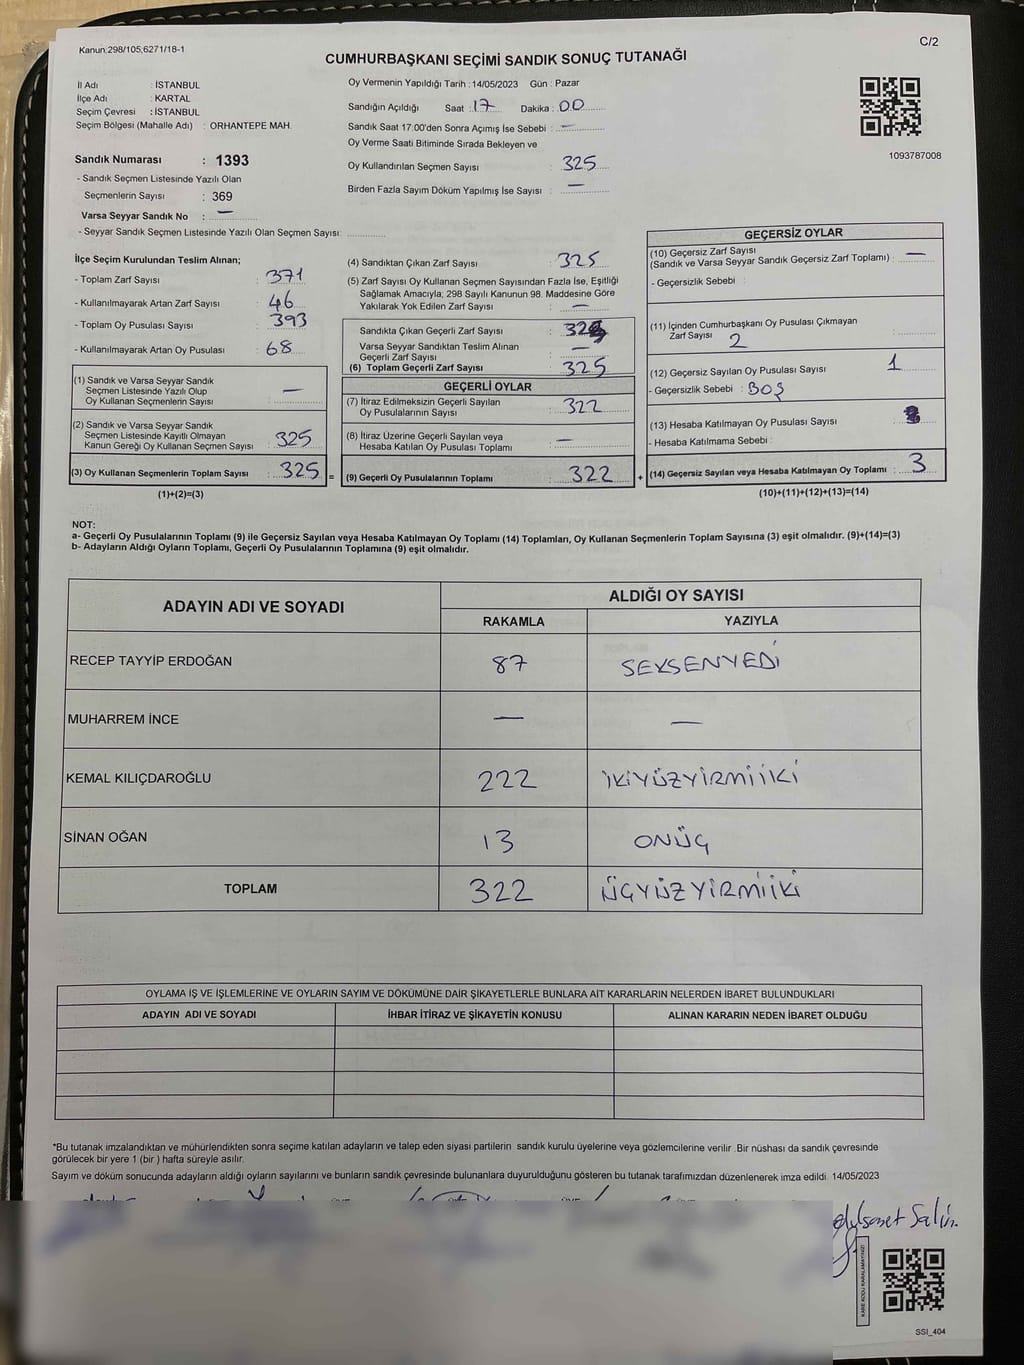 Kanun:298/105;6271/18-1
C/2
CUMHURBAŞKANI SEÇİMİ SANDIK SONUÇ TUTANAĞI
İl Adı : İSTANBUL
İlçe Adı : KARTAL
Seçim Çevresi : İSTANBUL
Seçim Bölgesi (Mahalle Adı) : ORHANTEPE MAH.
Sandık Numarası : 1393
- Sandık Seçmen Listesinde Yazılı Olan
Seçmenlerin Sayısı : 369
Varsa Seyyar Sandık No : —
- Seyyar Sandık Seçmen Listesinde Yazılı Olan Seçmen Sayısı:
Oy Vermenin Yapıldığı Tarih : 14/05/2023 Gün : Pazar
Sandığın Açıldığı Saat : 17 Dakika : 00
Sandık Saat 17:00'den Sonra Açımış İse Sebebi : —
Oy Verme Saati Bitiminde Sırada Bekleyen ve
Oy Kullandırılan Seçmen Sayısı : 325
Birden Fazla Sayım Döküm Yapılmış İse Sayısı : —
1093787008
İlçe Seçim Kurulundan Teslim Alınan;
- Toplam Zarf Sayısı : 371
- Kullanılmayarak Artan Zarf Sayısı : 46
- Toplam Oy Pusulası Sayısı : 393
- Kullanılmayarak Artan Oy Pusulası : 68
(1) Sandık ve Varsa Seyyar Sandık
Seçmen Listesinde Yazılı Olup
Oy Kullanan Seçmenlerin Sayısı : —
(2) Sandık ve Varsa Seyyar Sandık
Seçmen Listesinde Kayıtlı Olmayan
Kanun Gereği Oy Kullanan Seçmen Sayısı : 325
(3) Oy Kullanan Seçmenlerin Toplam Sayısı : 325 =
(1)+(2)=(3)
(4) Sandıktan Çıkan Zarf Sayısı : 325
(5) Zarf Sayısı Oy Kullanan Seçmen Sayısından Fazla İse, Eşitliği
Sağlamak Amacıyla; 298 Sayılı Kanunun 98. Maddesine Göre
Yakılarak Yok Edilen Zarf Sayısı : —
Sandıkta Çıkan Geçerli Zarf Sayısı :
Varsa Seyyar Sandıktan Teslim Alınan
Geçerli Zarf Sayısı : —
(6) Toplam Geçerli Zarf Sayısı : 325
GEÇERLİ OYLAR
(7) İtiraz Edilmeksizin Geçerli Sayılan
Oy Pusulalarının Sayısı : 322
(8) İtiraz Üzerine Geçerli Sayılan veya
Hesaba Katılan Oy Pusulası Toplamı : —
(9) Geçerli Oy Pusulalarının Toplamı : 322 +
GEÇERSİZ OYLAR
(10) Geçersiz Zarf Sayısı
(Sandık ve Varsa Seyyar Sandık Geçersiz Zarf Toplamı) : —
- Geçersizlik Sebebi :
(11) İçinden Cumhurbaşkanı Oy Pusulası Çıkmayan
Zarf Sayısı 2
(12) Geçersiz Sayılan Oy Pusulası Sayısı : 1
- Geçersizlik Sebebi : BOŞ
(13) Hesaba Katılmayan Oy Sayısı :
- Hesaba Katılmama Sebebi :
(14) Geçersiz Sayılan veya Hesaba Katılmayan Oy Toplamı : 3
(10)+(11)+(12)+(13)=(14)
NOT:
a- Geçerli Oy Pusulalarının Toplamı (9) ile Geçersiz Sayılan veya Hesaba Katılmayan Oy Toplamı (14) Toplamları, Oy Kullanan Seçmenlerin Toplam Sayısına (3) eşit olmalıdır. (9)+(14)=(3)
b- Adayların Aldığı Oyların Toplamı, Geçerli Oy Pusulalarının Toplamına (9) eşit olmalıdır.
ADAYIN ADI VE SOYADI
ALDIĞI OY SAYISI
RAKAMLA YAZIYLA
RECEP TAYYİP ERDOĞAN 87 SEKSENYEDİ
MUHARREM İNCE — —
KEMAL KILIÇDAROĞLU 222 İKİYÜZYİRMİİKİ
SİNAN OĞAN 13 ONÜÇ
TOPLAM 322 ÜÇYÜZYİRMİİKİ
OYLAMA İŞ VE İŞLEMLERİNE VE OYLARIN SAYIM VE DÖKÜMÜNE DAİR ŞİKAYETLERLE BUNLARA AİT KARARLARIN NELERDEN İBARET BULUNDUKLARI
ADAYIN ADI VE SOYADI İHBAR İTİRAZ VE ŞİKAYETİN KONUSU ALINAN KARARIN NEDEN İBARET OLDUĞU
*Bu tutanak imzalandıktan ve mühürlendikten sonra seçime katılan adayların ve talep eden siyasi partilerin sandık kurulu üyelerine veya gözlemcilerine verilir. Bir nüshası da sandık çevresinde
görülecek bir yere 1 (bir ) hafta süreyle asılır.
Sayım ve döküm sonucunda adayların aldığı oyların sayılarını ve bunların sandık çevresinde bulunanlara duyurulduğunu gösteren bu tutanak tarafımızdan düzenlenerek imza edildi. 14/05/2023
KARE KODU KARALAMAYINIZ!
SSI_404